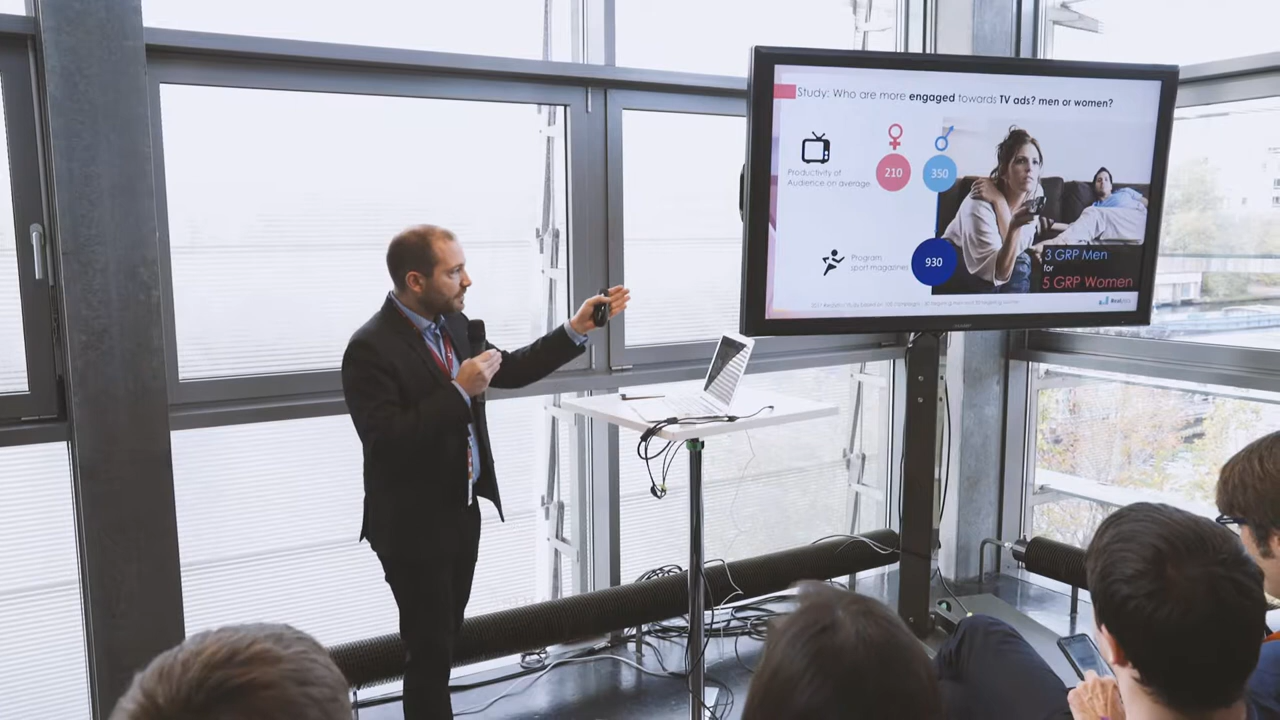 Study: Who are more engaged towards TV ads? men or women?
210
350
Productivity of
Audience on average
Program
sport magazines
930
3 GRP Men
for
5 GRP Women
Realytics